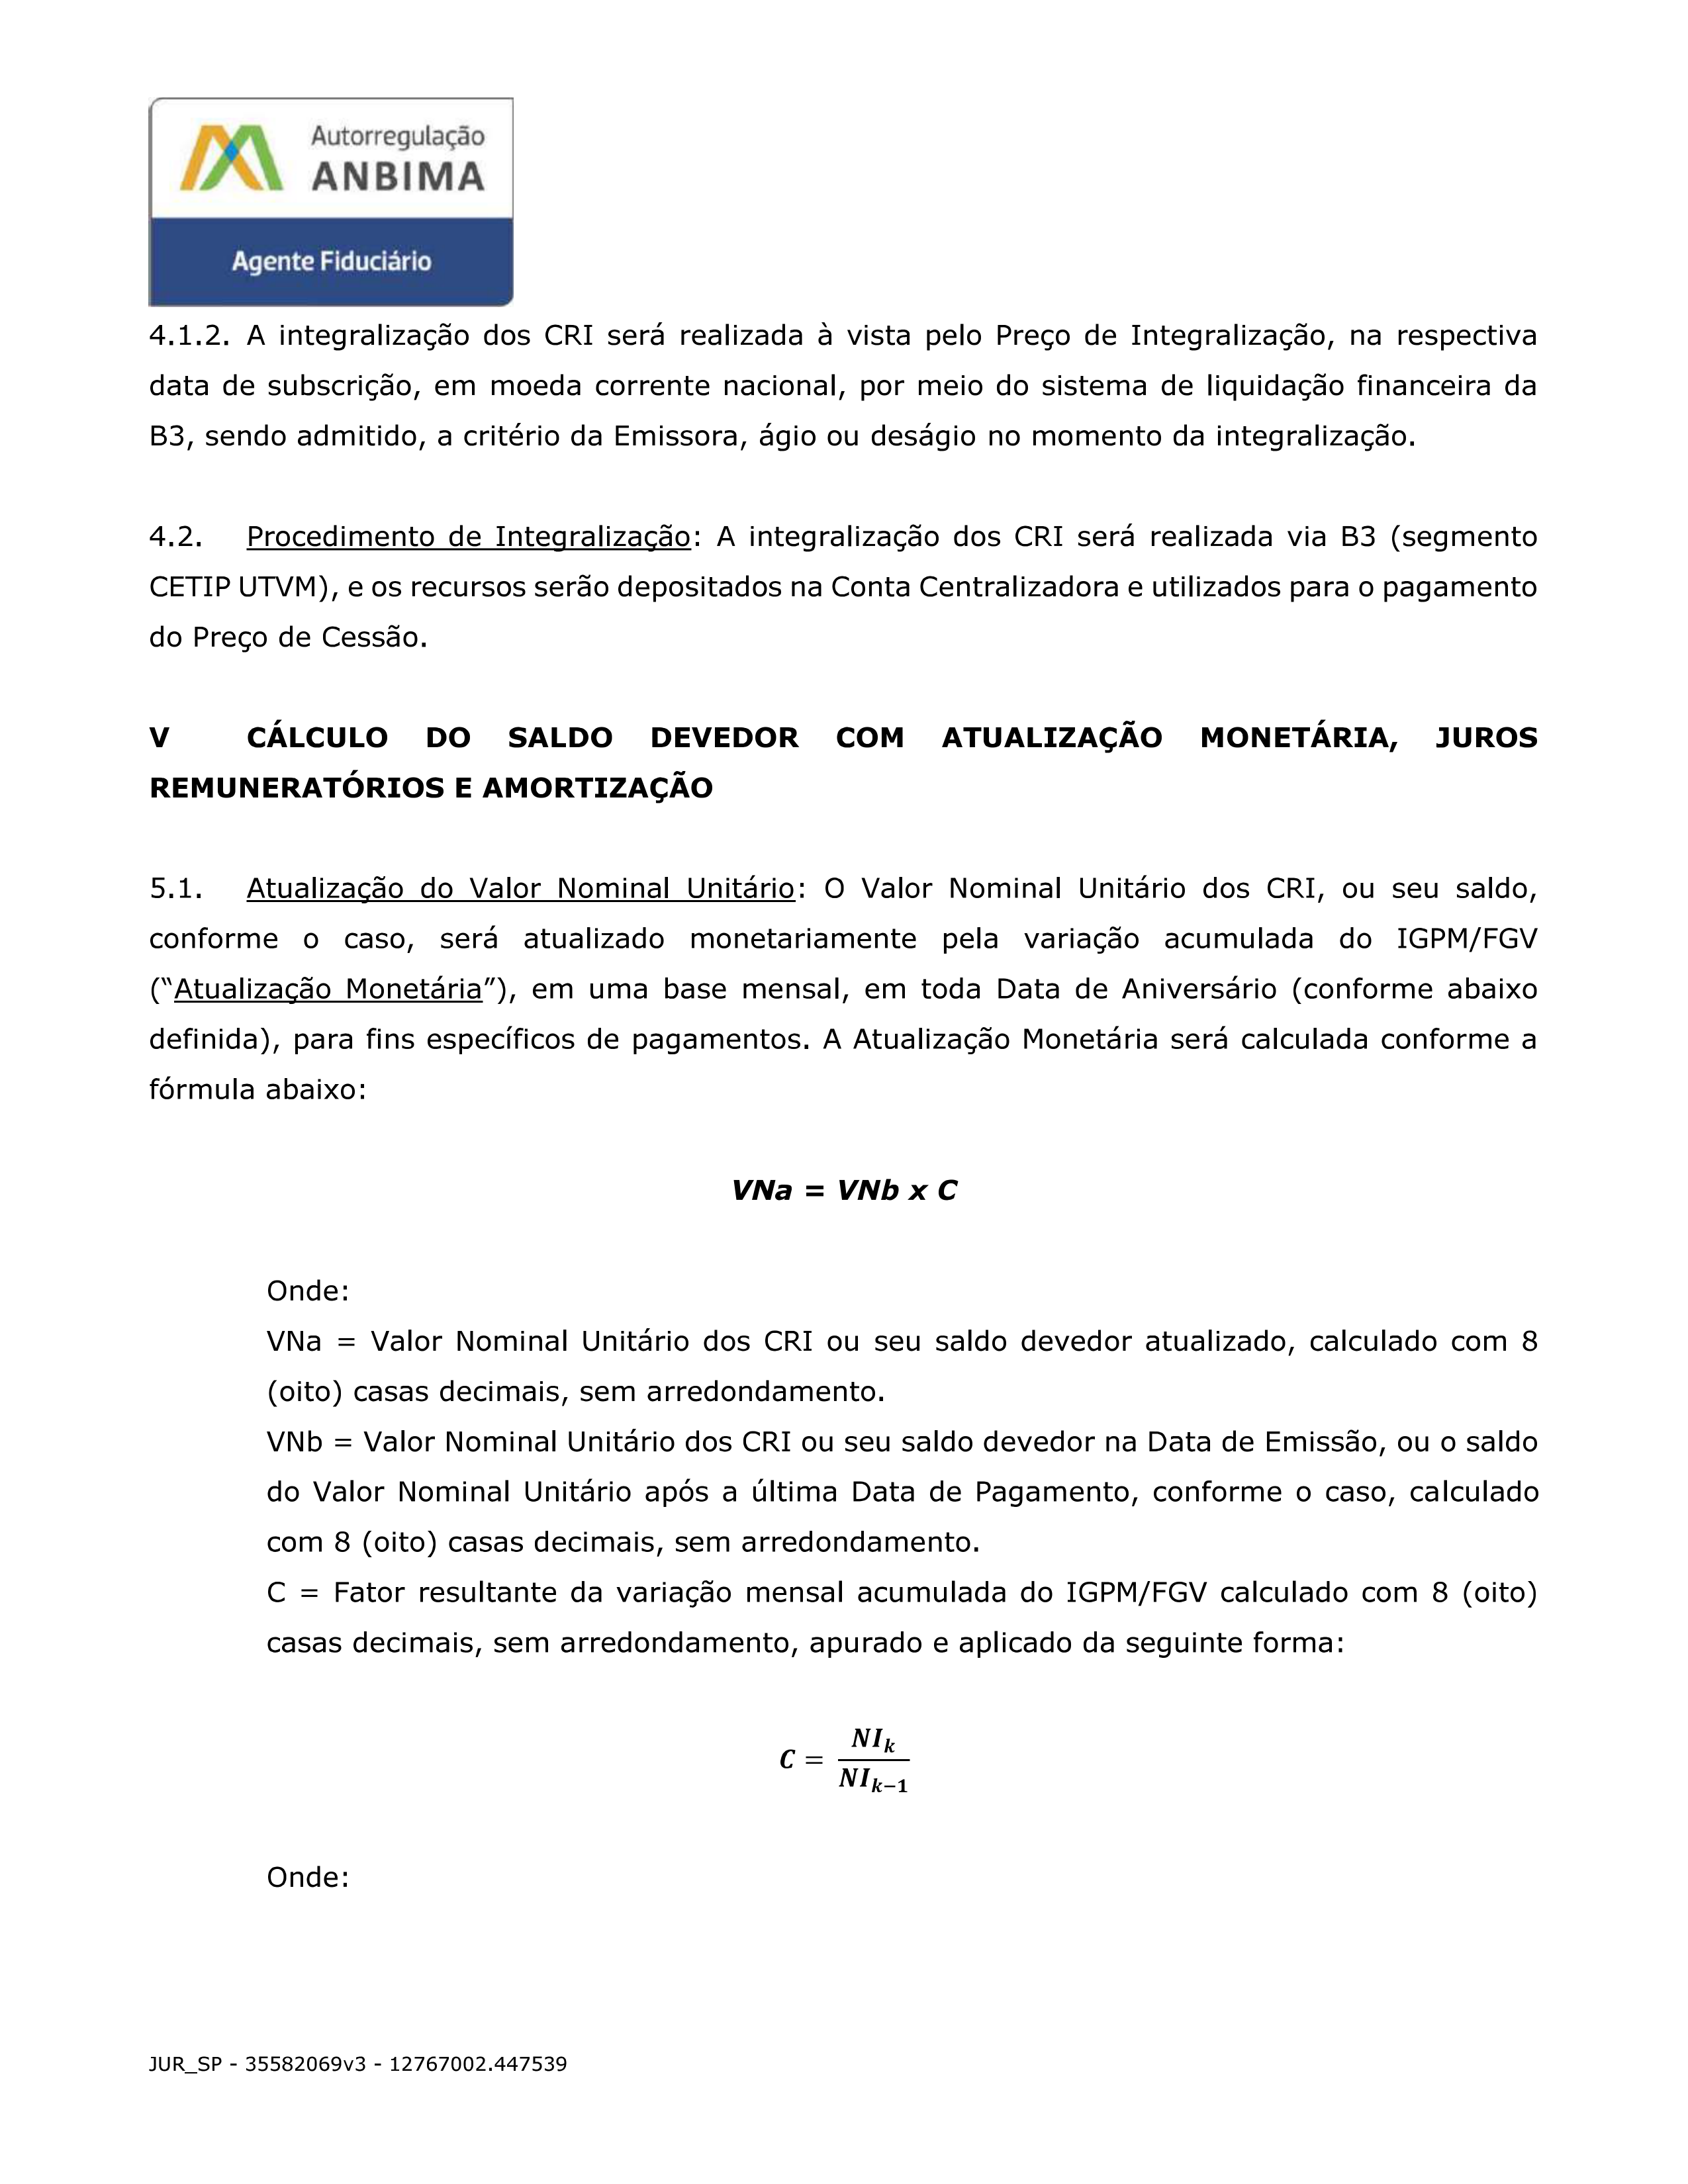 Autorregulação
ANBIMA
Agente Fiduciário
4.1.2. A integralização dos CRI será realizada à vista pelo Preço de Integralização, na respectiva
data de subscrição, em moeda corrente nacional, por meio do sistema de liquidação financeira da
B3, sendo admitido, a critério da Emissora, ágio ou deságio no momento da integralização.
4.2. Procedimento de Integralização: A integralização dos CRI será realizada via B3 (segmento
CETIP UTVM), e os recursos serão depositados na Conta Centralizadora e utilizados para o pagamento
do Preço de Cessão.
V CÁLCULO DO SALDO DEVEDOR COM ATUALIZAÇÃO MONETÁRIA, JUROS
REMUNERATÓRIOS E AMORTIZAÇÃO
5.1. Atualização do Valor Nominal Unitário: O Valor Nominal Unitário dos CRI, ou seu saldo,
conforme o caso, será atualizado monetariamente pela variação acumulada do IGPM/FGV
(“Atualização Monetária”), em uma base mensal, em toda Data de Aniversário (conforme abaixo
definida), para fins específicos de pagamentos. A Atualização Monetária será calculada conforme a
fórmula abaixo:
VNa = VNb x C
Onde:
VNa = Valor Nominal Unitário dos CRI ou seu saldo devedor atualizado, calculado com 8
(oito) casas decimais, sem arredondamento.
VNb = Valor Nominal Unitário dos CRI ou seu saldo devedor na Data de Emissão, ou o saldo
do Valor Nominal Unitário após a última Data de Pagamento, conforme o caso, calculado
com 8 (oito) casas decimais, sem arredondamento.
C = Fator resultante da variação mensal acumulada do IGPM/FGV calculado com 8 (oito)
casas decimais, sem arredondamento, apurado e aplicado da seguinte forma:
C = NI_k / NI_{k−1}
Onde:
JUR_SP - 35582069v3 - 12767002.447539